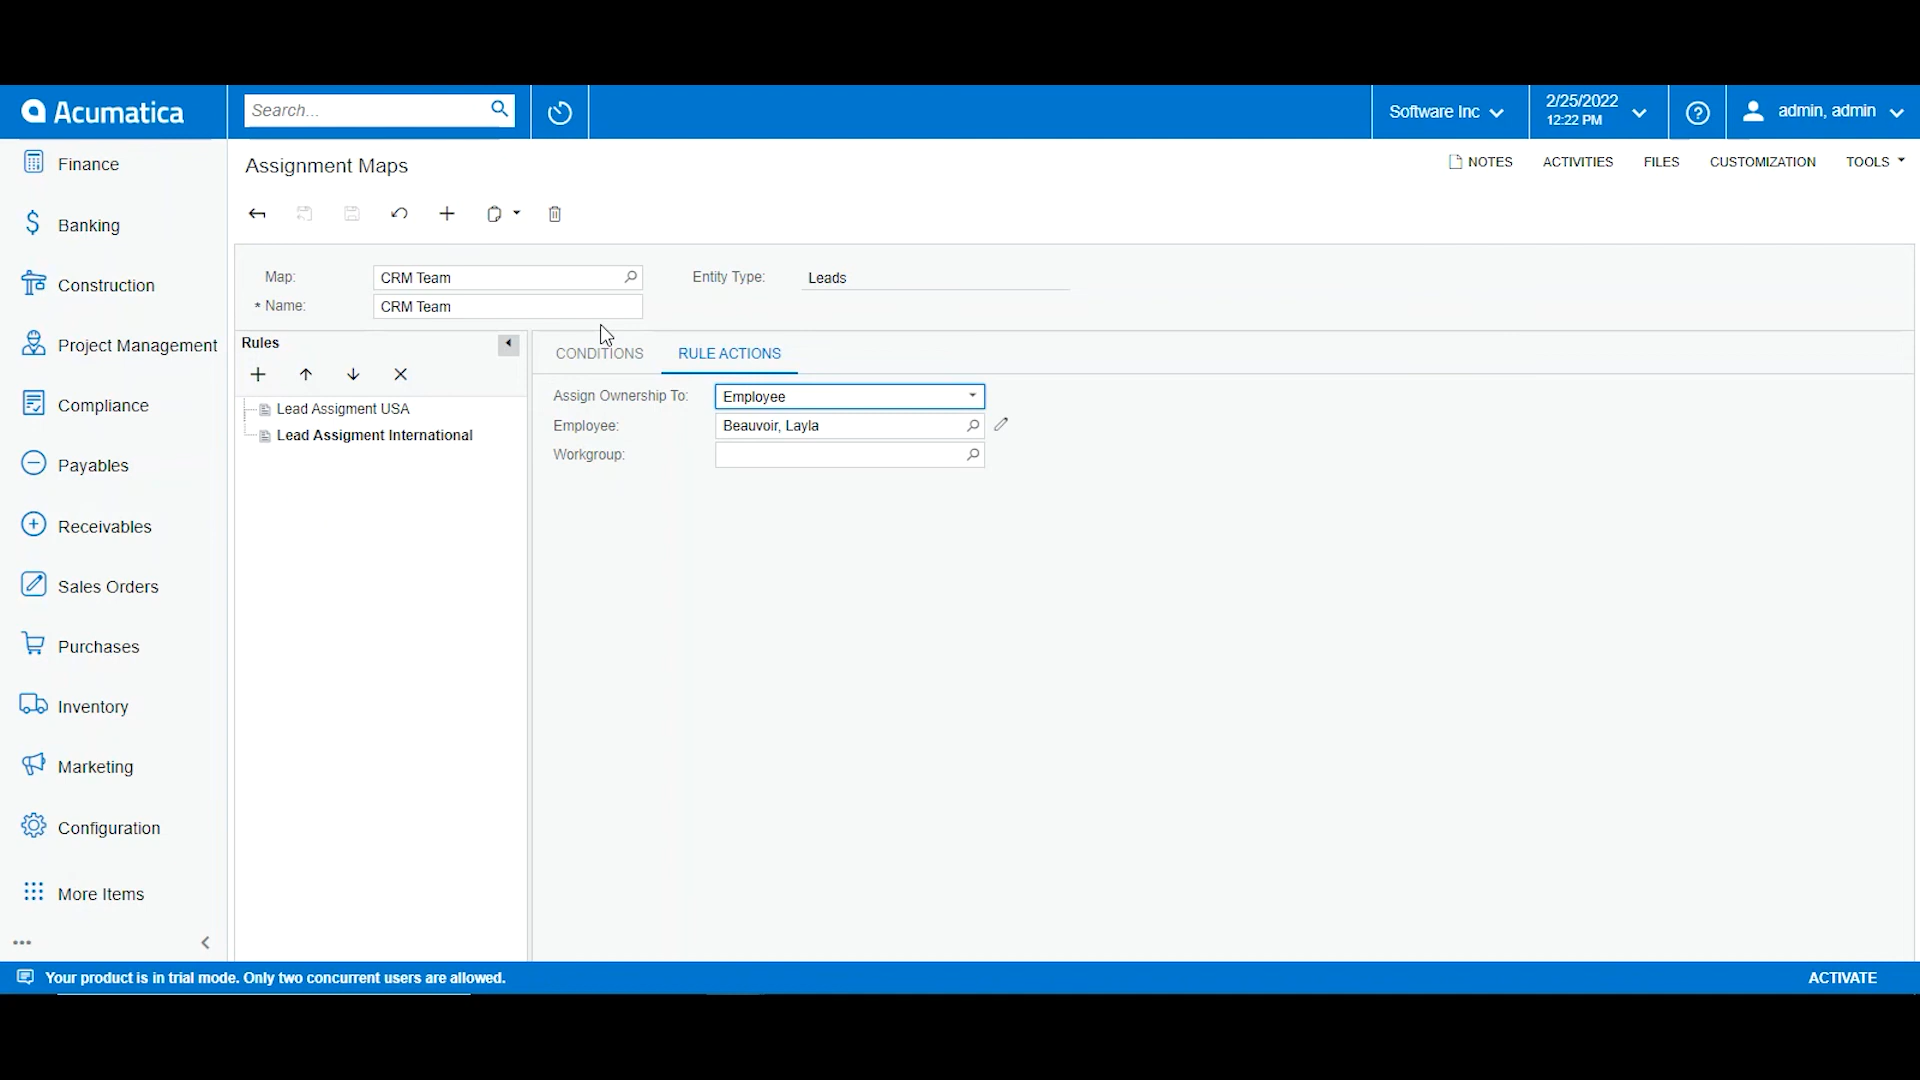 Acumatica
Search...
Software Inc
2/25/2022
12:22 PM
admin, admin
Finance
Banking
Construction
Project Management
Compliance
Payables
Receivables
Sales Orders
Purchases
Inventory
Marketing
Configuration
More Items
Assignment Maps
NOTES ACTIVITIES FILES CUSTOMIZATION TOOLS
Map: CRM Team Entity Type: Leads
* Name: CRM Team
Rules
Lead Assigment USA
Lead Assigment International
CONDITIONS RULE ACTIONS
Assign Ownership To: Employee
Employee: Beauvoir, Layla
Workgroup:
Your product is in trial mode. Only two concurrent users are allowed. ACTIVATE